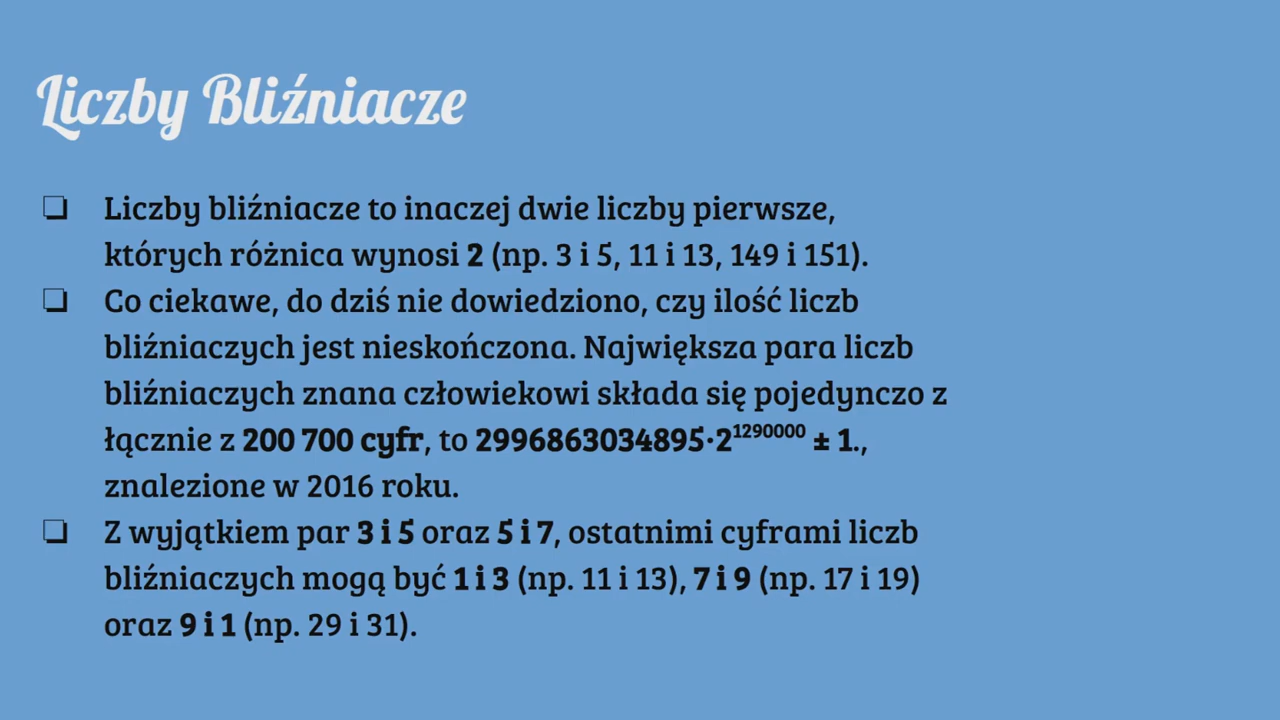 Liczby Bliźniacze
❏ Liczby bliźniacze to inaczej dwie liczby pierwsze,
których różnica wynosi 2 (np. 3 i 5, 11 i 13, 149 i 151).
❏ Co ciekawe, do dziś nie dowiedziono, czy ilość liczb
bliźniaczych jest nieskończona. Największa para liczb
bliźniaczych znana człowiekowi składa się pojedynczo z
łącznie z 200 700 cyfr, to 2996863034895·2¹²⁹⁰⁰⁰⁰ ± 1.,
znalezione w 2016 roku.
❏ Z wyjątkiem par 3 i 5 oraz 5 i 7, ostatnimi cyframi liczb
bliźniaczych mogą być 1 i 3 (np. 11 i 13), 7 i 9 (np. 17 i 19)
oraz 9 i 1 (np. 29 i 31).